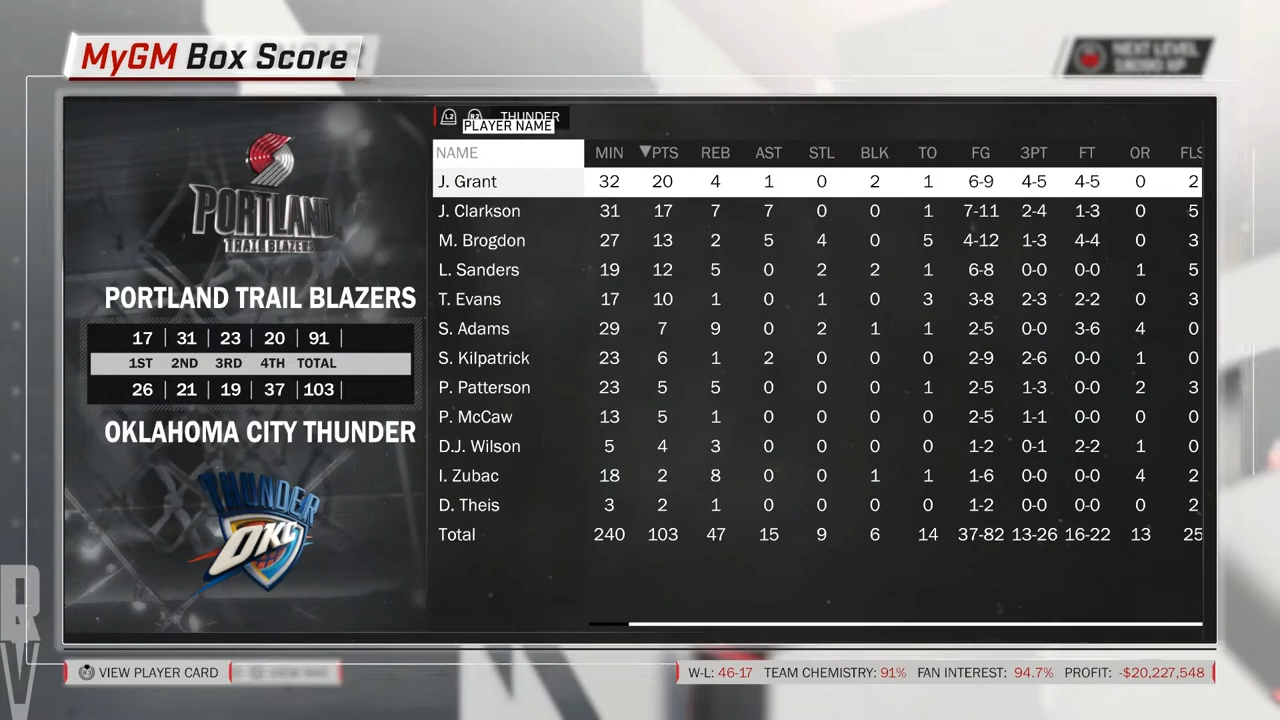 MyGM Box Score
NEXT LEVEL
PORTLAND
TRAIL BLAZERS
PORTLAND TRAIL BLAZERS
17 31 23 20 91
1ST 2ND 3RD 4TH TOTAL
26 21 19 37 103
OKLAHOMA CITY THUNDER
THUNDER
OKC
L2 R2 THUNDER
PLAYER NAME
NAME MIN PTS REB AST STL BLK TO FG 3PT FT OR FLS
J. Grant 32 20 4 1 0 2 1 6-9 4-5 4-5 0 2
J. Clarkson 31 17 7 7 0 0 1 7-11 2-4 1-3 0 5
M. Brogdon 27 13 2 5 4 0 5 4-12 1-3 4-4 0 3
L. Sanders 19 12 5 0 2 2 1 6-8 0-0 0-0 1 5
T. Evans 17 10 1 0 1 0 3 3-8 2-3 2-2 0 3
S. Adams 29 7 9 0 2 1 1 2-5 0-0 3-6 4 0
S. Kilpatrick 23 6 1 2 0 0 0 2-9 2-6 0-0 1 0
P. Patterson 23 5 5 0 0 0 1 2-5 1-3 0-0 2 3
P. McCaw 13 5 1 0 0 0 0 2-5 1-1 0-0 0 0
D.J. Wilson 5 4 3 0 0 0 0 1-2 0-1 2-2 1 0
I. Zubac 18 2 8 0 0 1 1 1-6 0-0 0-0 4 2
D. Theis 3 2 1 0 0 0 0 1-2 0-0 0-0 0 2
Total 240 103 47 15 9 6 14 37-82 13-26 16-22 13 25
VIEW PLAYER CARD
W-L: 46-17 TEAM CHEMISTRY: 91% FAN INTEREST: 94.7% PROFIT: -$20,227,548